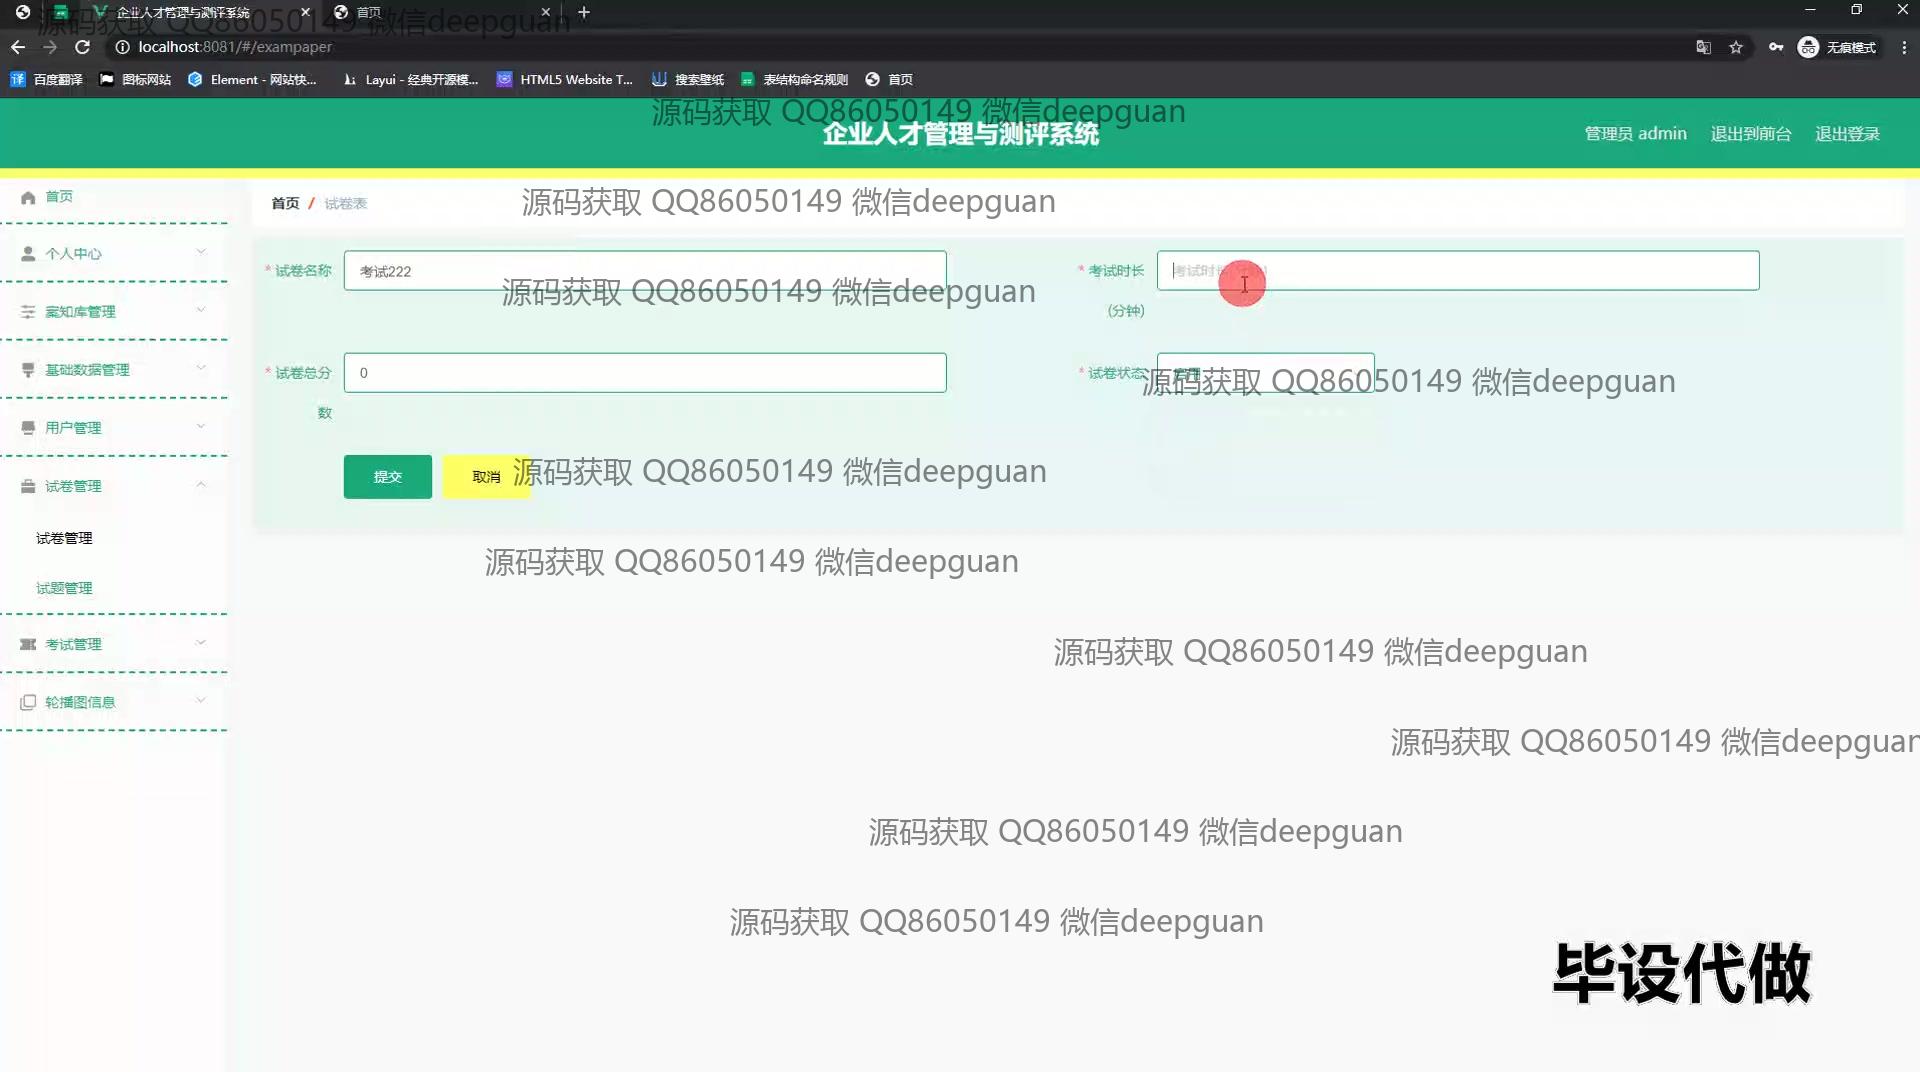 企业人才管理与测评系统
首页
源码获取 QQ86050149 微信deepguan
localhost:8081/#/exampaper
无痕模式
百度翻译
图标网站
Element - 网站快...
Layui - 经典开源模...
HTML5 Website T...
搜索壁纸
表结构命名规则
首页
源码获取 QQ86050149 微信deepguan
企业人才管理与测评系统
管理员 admin
退出到前台
退出登录
首页
首页 / 试卷表
源码获取 QQ86050149 微信deepguan
个人中心
试卷名称
考试222
考试时长
(分钟)
源码获取 QQ86050149 微信deepguan
基础数据管理
试卷总分
数
0
试卷状态
源码获取 QQ86050149 微信deepguan
用户管理
试卷管理
提交
取消
源码获取 QQ86050149 微信deepguan
试卷管理
源码获取 QQ86050149 微信deepguan
试题管理
考试管理
源码获取 QQ86050149 微信deepguan
轮播图信息
源码获取 QQ86050149 微信deepguan
源码获取 QQ86050149 微信deepguan
源码获取 QQ86050149 微信deepguan
毕设代做